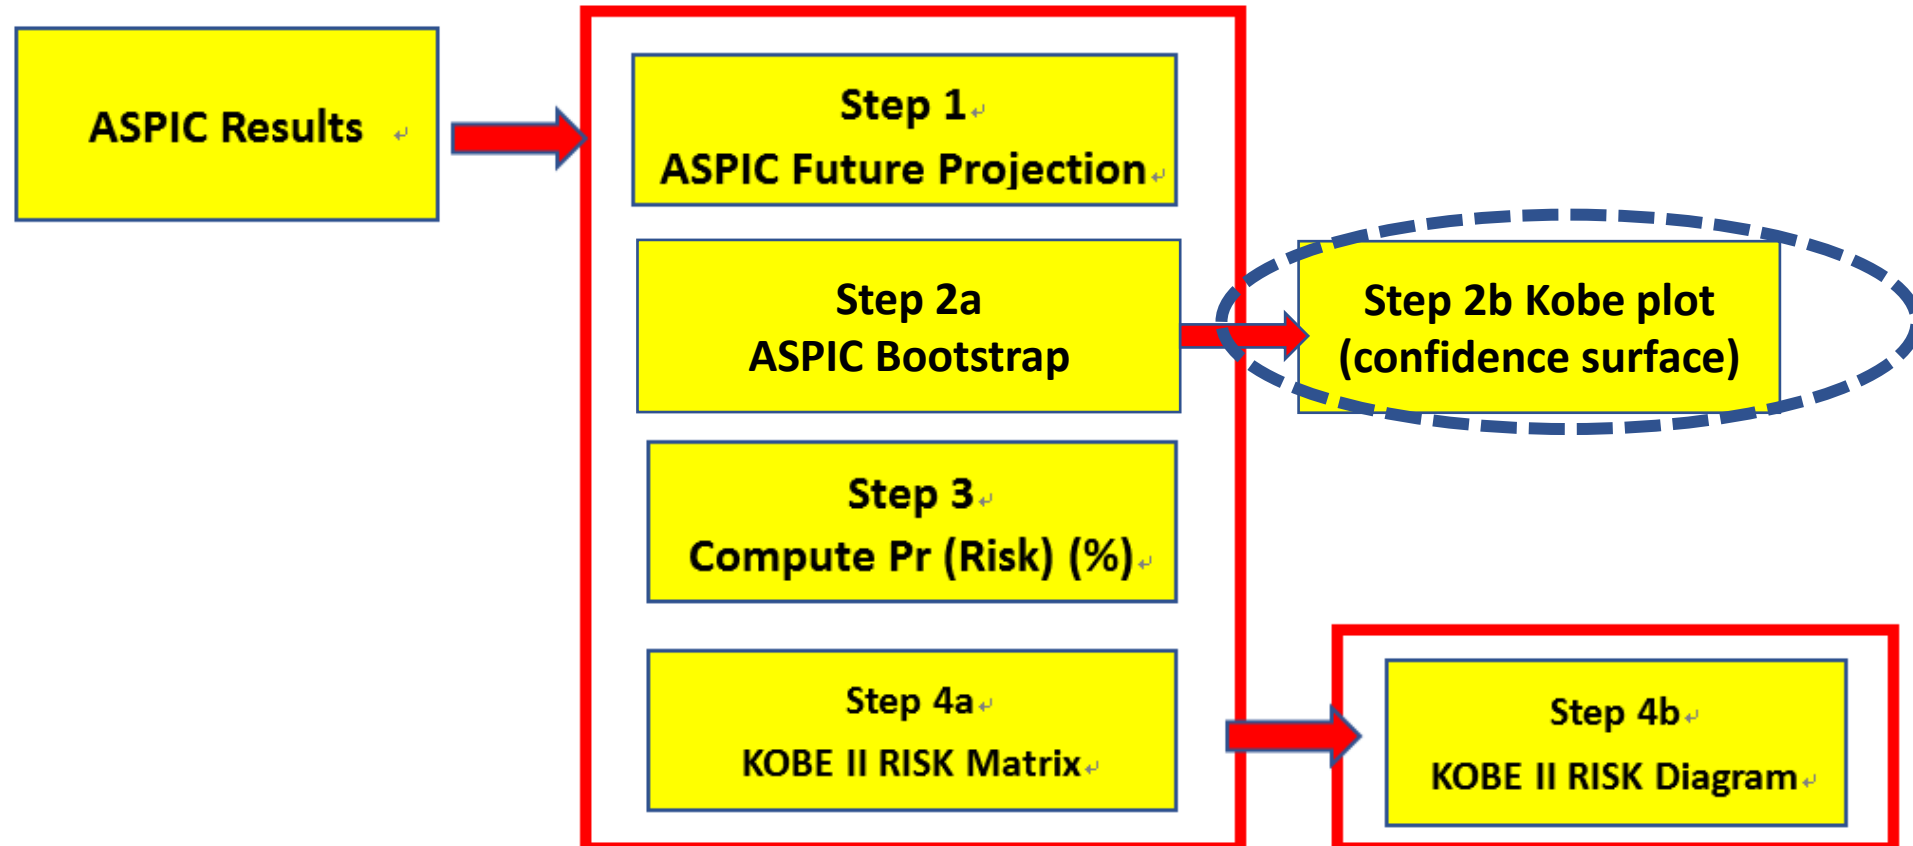 ASPIC Results
Step 1
ASPIC Future Projection
Step 2a
ASPIC Bootstrap
Step 2b Kobe plot
(confidence surface)
Step 3
Compute Pr (Risk) (%)
Step 4a
KOBE II RISK Matrix
Step 4b
KOBE II RISK Diagram